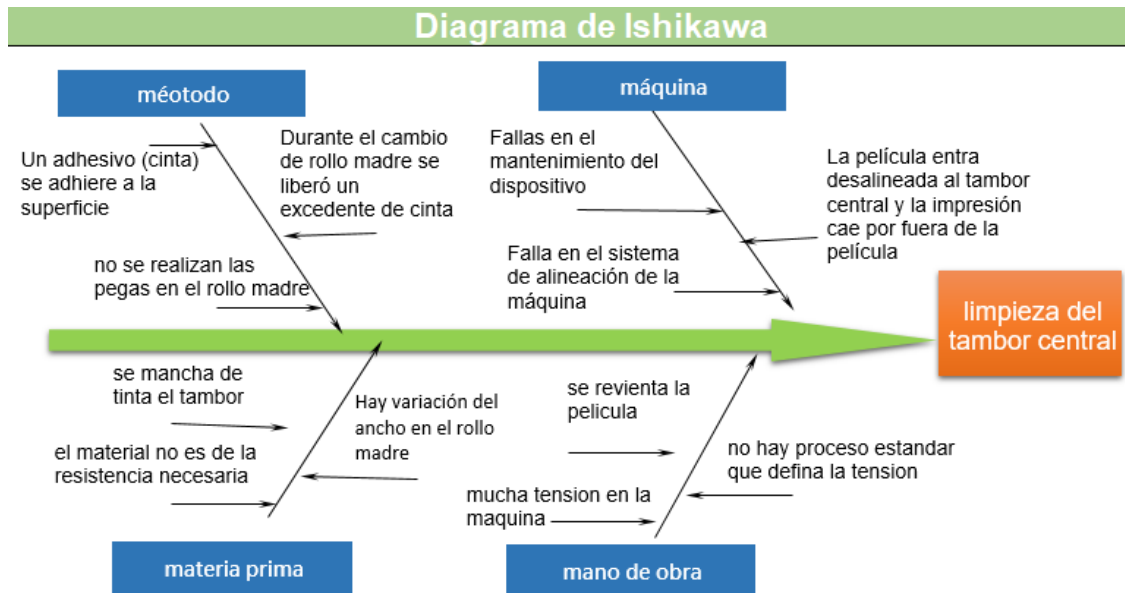 Diagrama de Ishikawa
méotodo
máquina
Un adhesivo (cinta)
se adhiere a la
superficie
Durante el cambio
de rollo madre se
liberó un
excedente de cinta
no se realizan las
pegas en el rollo madre
Fallas en el
mantenimiento del
dispositivo
Falla en el sistema
de alineación de la
máquina
La película entra
desalineada al tambor
central y la impresión
cae por fuera de la
película
limpieza del
tambor central
se mancha de
tinta el tambor
el material no es de la
resistencia necesaria
Hay variación del
ancho en el rollo
madre
se revienta la
pelicula
mucha tension en la
maquina
no hay proceso estandar
que defina la tension
materia prima
mano de obra